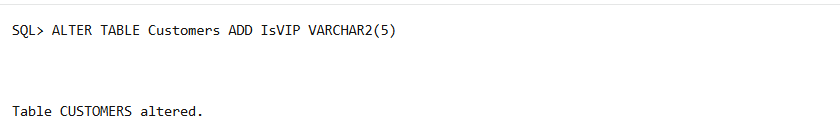 SQL> ALTER TABLE Customers ADD IsVIP VARCHAR2(5)
Table CUSTOMERS altered.